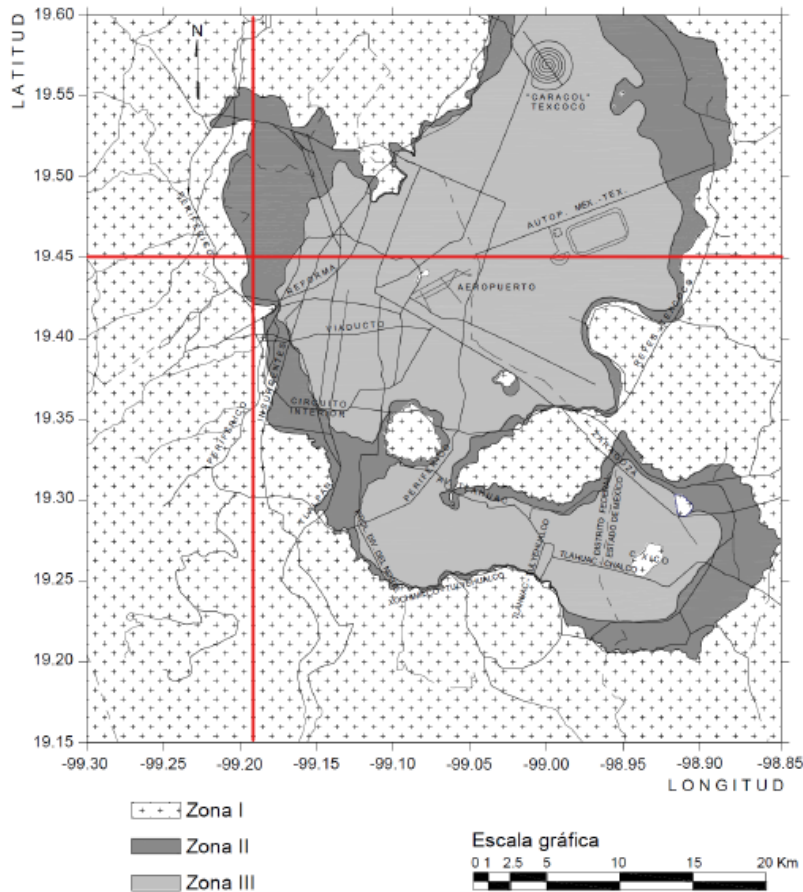 LATITUD
19.60
19.55
19.50
19.45
19.40
19.35
19.30
19.25
19.20
19.15
N
"CARACOL"
TEXCOCO
PERIFERICO
AUTOP. MEX.-TEX.
REFORMA
AEROPUERTO
VIADUCTO
INSURGENTES
CIRCUITO
INTERIOR
PERIFERICO
ZARAGOZA
PERIFERICO
AV. TLAHUAC
TLALPAN
DISTRITO FEDERAL
ESTADO DE MEXICO
TLAHUAC - CHALCO
-99.30
-99.25
-99.20
-99.15
-99.10
-99.05
-99.00
-98.95
-98.90
-98.85
LONGITUD
Zona I
Zona II
Zona III
Escala gráfica
0 1 2.5 5 10 15 20 Km